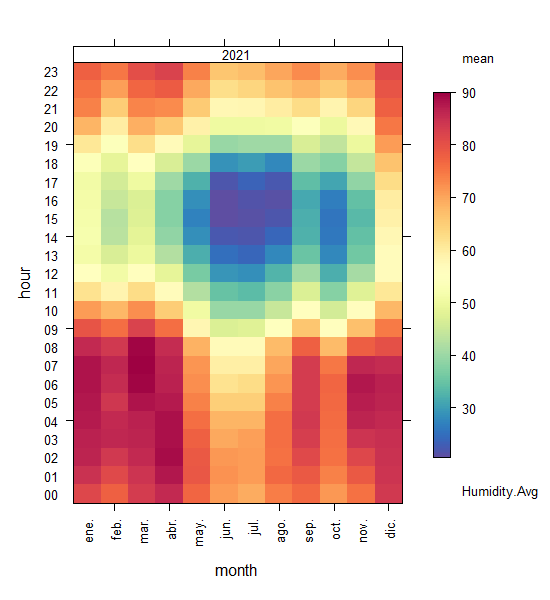 2021
mean
23
22
21
20
19
18
17
16
15
14
13
12
11
10
09
08
07
06
05
04
03
02
01
00
hour
90
80
70
60
50
40
30
Humidity.Avg
ene.
feb.
mar.
abr.
may.
jun.
jul.
ago.
sep.
oct.
nov.
dic.
month